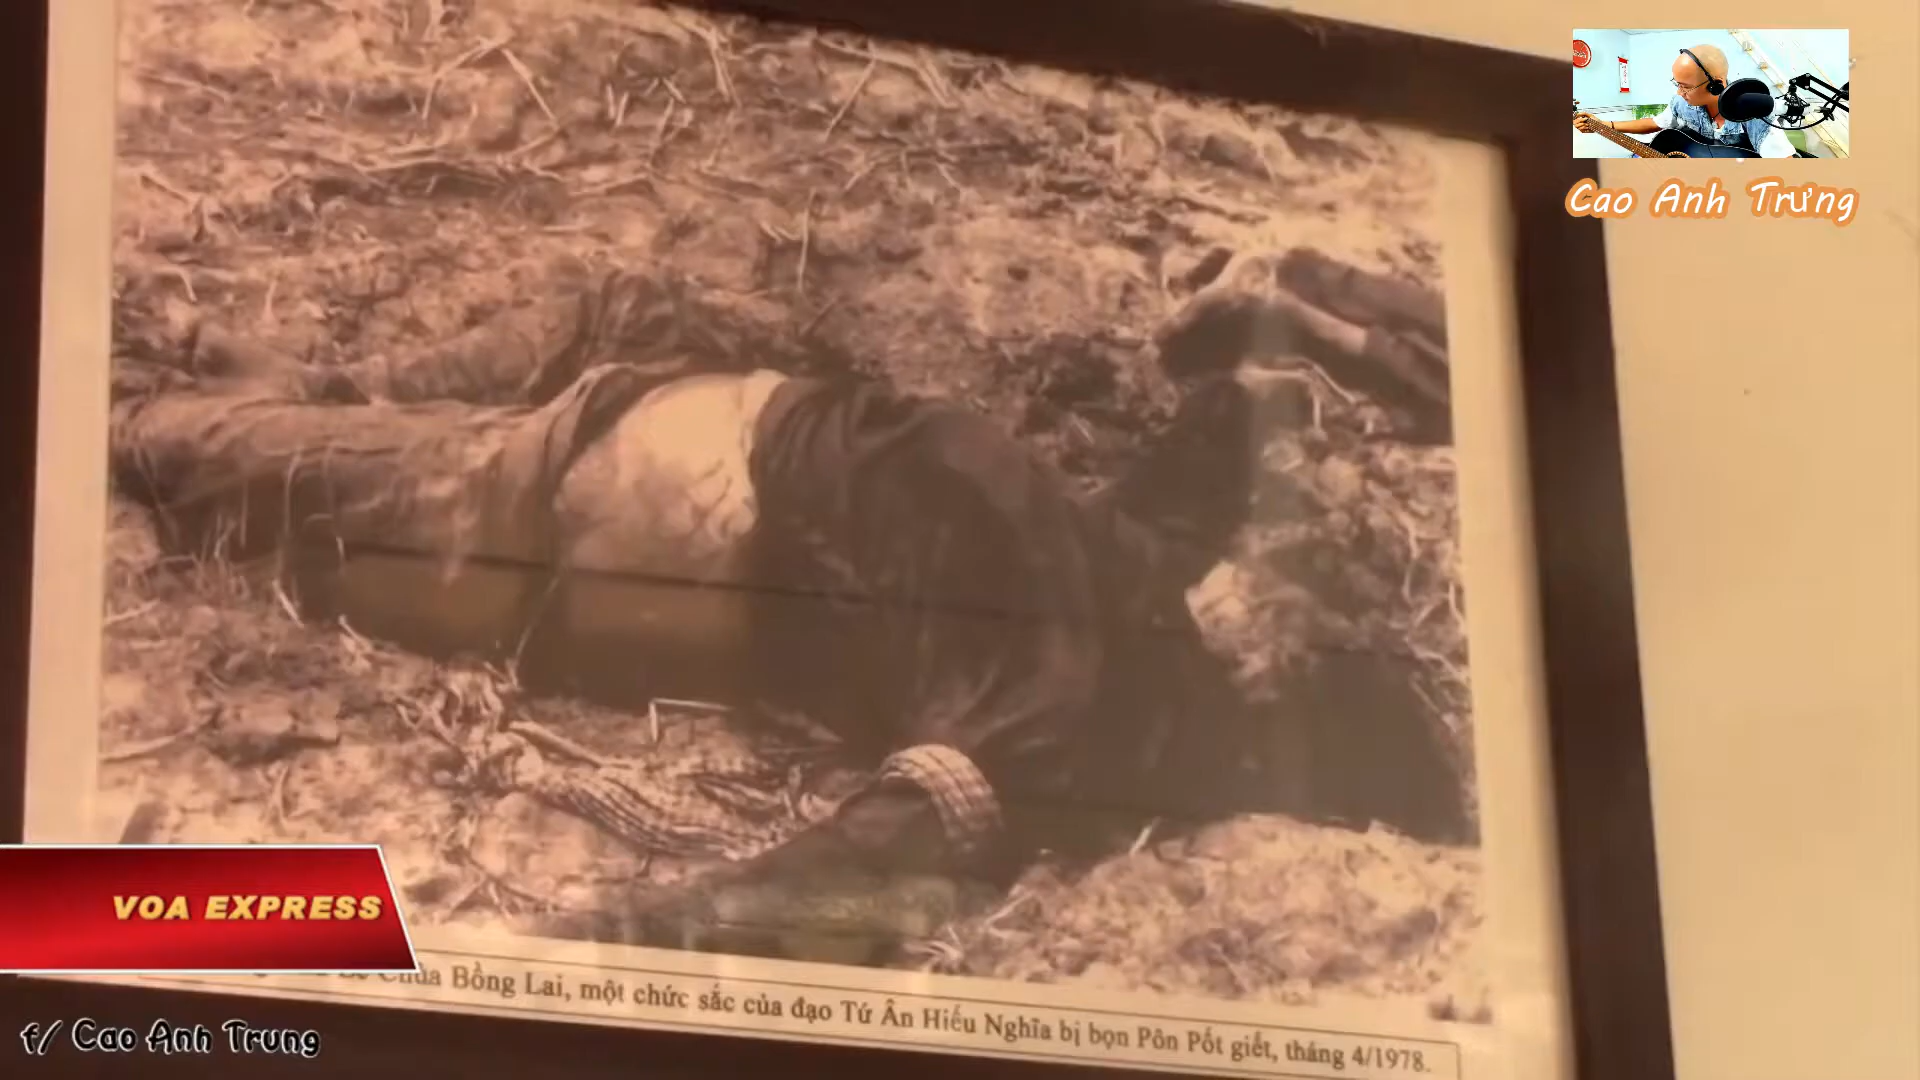 Cao Anh Trưng
VOA EXPRESS
Chùa Bồng Lai, một chức sắc của đạo Tứ Ân Hiếu Nghĩa bị bọn Pôn Pốt giết, tháng 4/1978.
f/ Cao Anh Trung